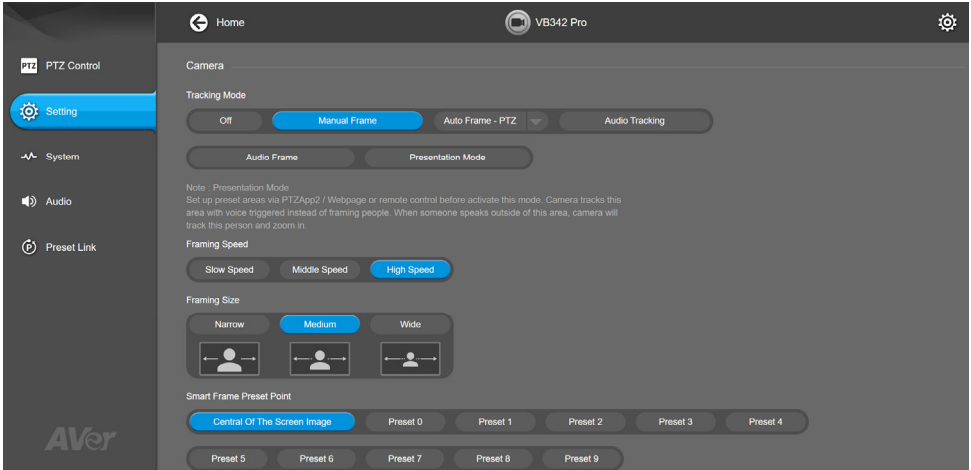 Home
VB342 Pro
PTZ PTZ Control
Setting
System
Audio
P Preset Link
AVer
Camera
Tracking Mode
Off Manual Frame Auto Frame - PTZ Audio Tracking
Audio Frame Presentation Mode
Note : Presentation Mode
Set up preset areas via PTZApp2 / Webpage or remote control before activate this mode. Camera tracks this
area with voice triggered instead of framing people. When someone speaks outside of this area, camera will
track this person and zoom in.
Framing Speed
Slow Speed Middle Speed High Speed
Framing Size
Narrow Medium Wide
Smart Frame Preset Point
Central Of The Screen Image Preset 0 Preset 1 Preset 2 Preset 3 Preset 4
Preset 5 Preset 6 Preset 7 Preset 8 Preset 9